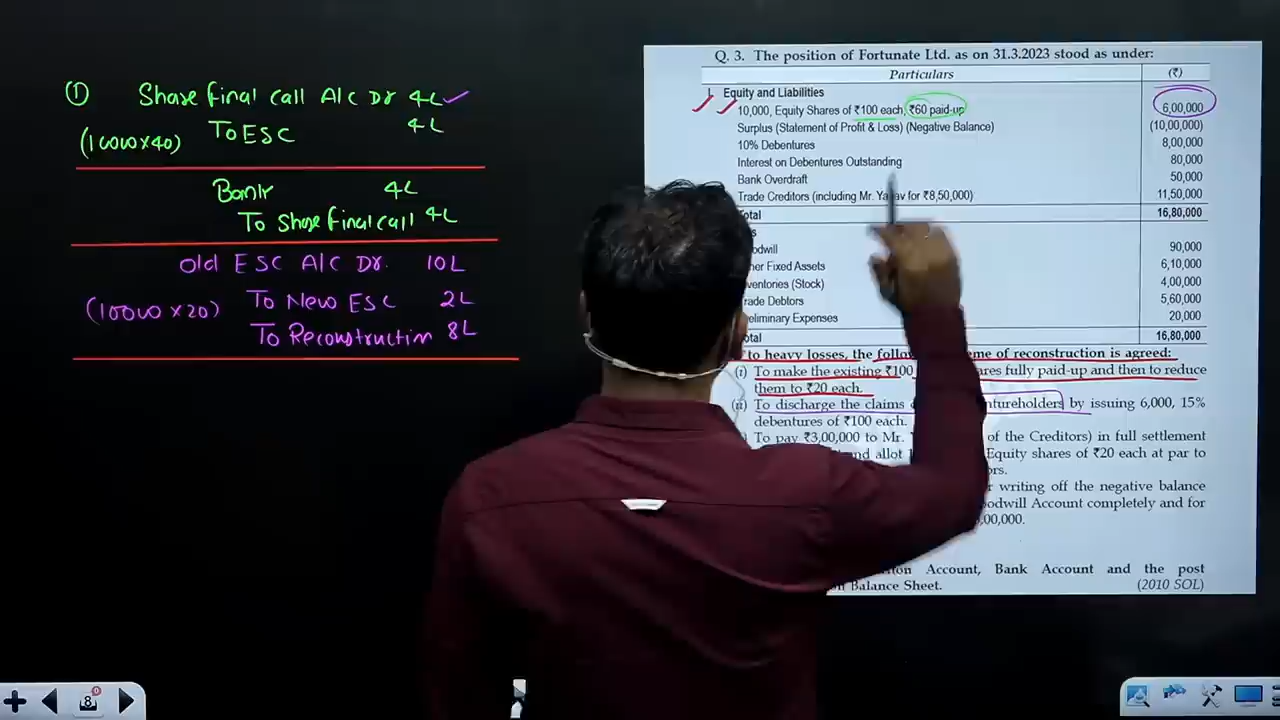 ① Share final call A/c Dr 4L ✓
(10000×40) To ESC 4L
Bank 4L
To Share Final call 4L
Old ESC A/c Dr. 10L
(10000 × 20) To New ESC 2L
To Reconstruction 8L
Q. 3. The position of Fortunate Ltd. as on 31.3.2023 stood as under:
Particulars (₹)
I. Equity and Liabilities
10,000, Equity Shares of ₹100 each, ₹60 paid-up 6,00,000
Surplus (Statement of Profit & Loss) (Negative Balance) (10,00,000)
10% Debentures 8,00,000
Interest on Debentures Outstanding 80,000
Bank Overdraft 50,000
Trade Creditors (including Mr. Ya av for ₹8,50,000) 11,50,000
otal 16,80,000
s
odwill 90,000
her Fixed Assets 6,10,000
ventories (Stock) 4,00,000
rade Debtors 5,60,000
eliminary Expenses 20,000
otal 16,80,000
to heavy losses, the follo eme of reconstruction is agreed:
(i) To make the existing ₹100 ares fully paid-up and then to reduce
them to ₹20 each.
(ii) To discharge the claims ntureholders by issuing 6,000, 15%
debentures of ₹100 each.
To pay ₹3,00,000 to Mr. of the Creditors) in full settlement
and allot Equity shares of ₹20 each at par to
ors.
r writing off the negative balance
odwill Account completely and for
00,000.
on Account, Bank Account and the post
Balance Sheet. (2010 SOL)
8